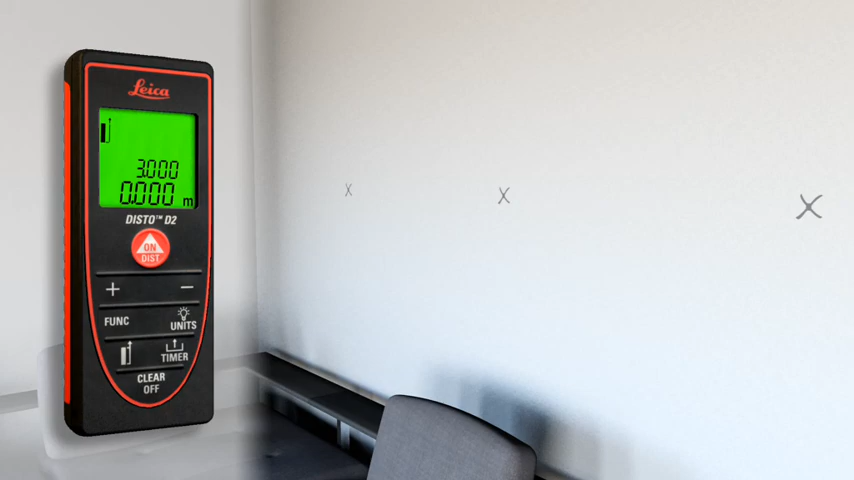 Leica
3.000
0.000 m
DISTO™ D2
ON
DIST
+ −
FUNC
UNITS
TIMER
CLEAR
OFF
X X X